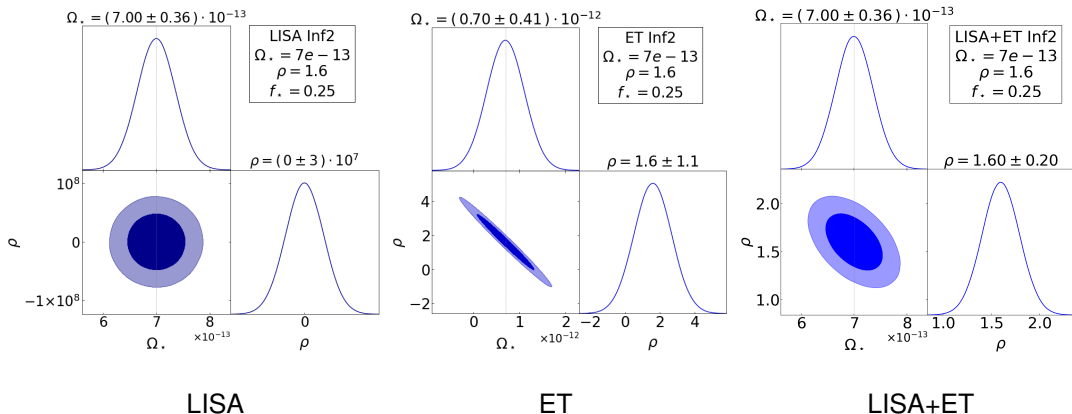 Ω⋆ = (7.00 ± 0.36) · 10⁻¹³
LISA Inf2
Ω⋆ = 7e − 13
ρ = 1.6
f⋆ = 0.25
ρ = (0 ± 3) · 10⁷
10⁸
0
−1×10⁸
ρ
6
7
8
×10⁻¹³
Ω⋆
0
ρ
Ω⋆ = (0.70 ± 0.41) · 10⁻¹²
ET Inf2
Ω⋆ = 7e − 13
ρ = 1.6
f⋆ = 0.25
ρ = 1.6 ± 1.1
4
2
0
−2
ρ
0
1
2
×10⁻¹²
Ω⋆
−2
0
2
4
ρ
Ω⋆ = (7.00 ± 0.36) · 10⁻¹³
LISA+ET Inf2
Ω⋆ = 7e − 13
ρ = 1.6
f⋆ = 0.25
ρ = 1.60 ± 0.20
2.0
1.5
1.0
ρ
6
7
8
×10⁻¹³
Ω⋆
1.0
1.5
2.0
ρ
LISA
ET
LISA+ET